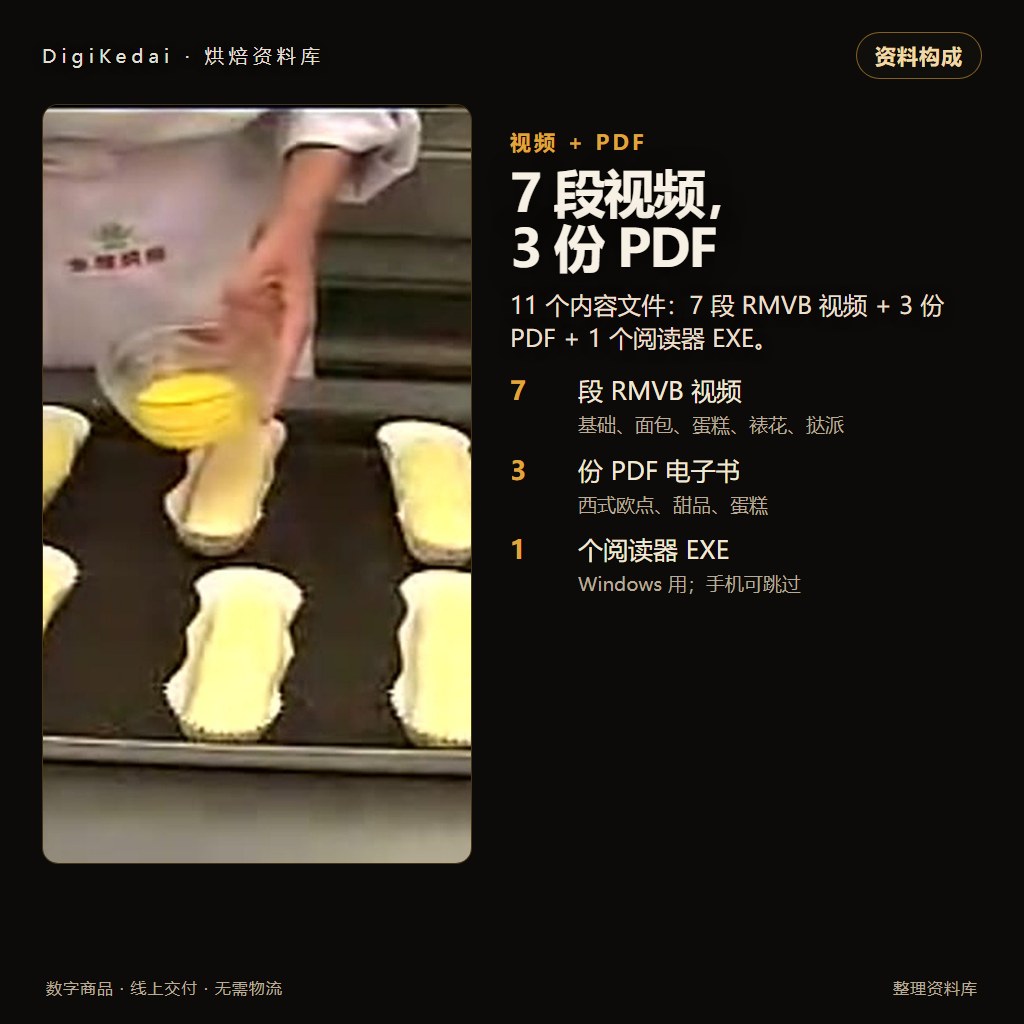 DigiKedai · 烘焙资料库
资料构成
视频 + PDF
7 段视频，
3 份 PDF
11 个内容文件：7 段 RMVB 视频 + 3 份
PDF + 1 个阅读器 EXE。
7 段 RMVB 视频
基础、面包、蛋糕、裱花、挞派
3 份 PDF 电子书
西式欧点、甜品、蛋糕
1 个阅读器 EXE
Windows 用；手机可跳过
数字商品 · 线上交付 · 无需物流
整理资料库